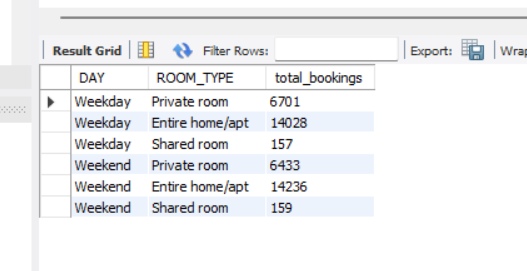 Result Grid Filter Rows: Export: Wrap
DAY ROOM_TYPE total_bookings
Weekday Private room 6701
Weekday Entire home/apt 14028
Weekday Shared room 157
Weekend Private room 6433
Weekend Entire home/apt 14236
Weekend Shared room 159